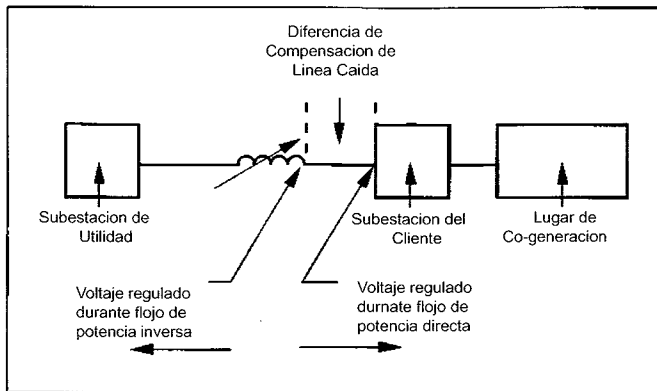 Diferencia de
Compensacion de
Linea Caida
Subestacion de
Utilidad
Subestacion del
Cliente
Lugar de
Co-generacion
Voltaje regulado
durante flojo de
potencia inversa
Voltaje regulado
durnate flojo de
potencia directa